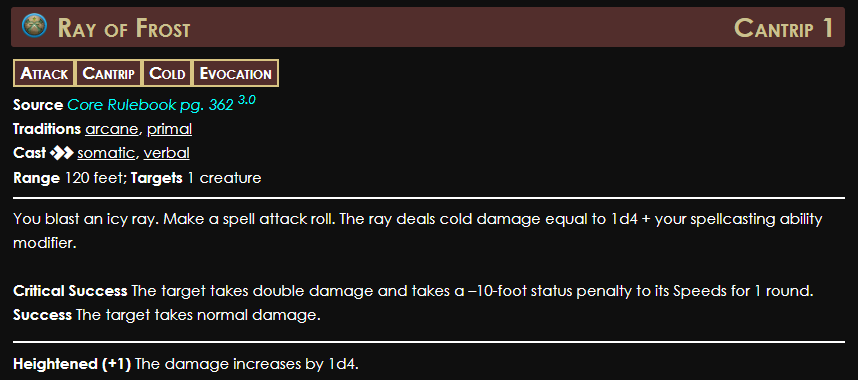 Ray of Frost Cantrip 1
Attack Cantrip Cold Evocation
Source Core Rulebook pg. 362 3.0
Traditions arcane, primal
Cast somatic, verbal
Range 120 feet; Targets 1 creature
You blast an icy ray. Make a spell attack roll. The ray deals cold damage equal to 1d4 + your spellcasting ability
modifier.
Critical Success The target takes double damage and takes a –10-foot status penalty to its Speeds for 1 round.
Success The target takes normal damage.
Heightened (+1) The damage increases by 1d4.